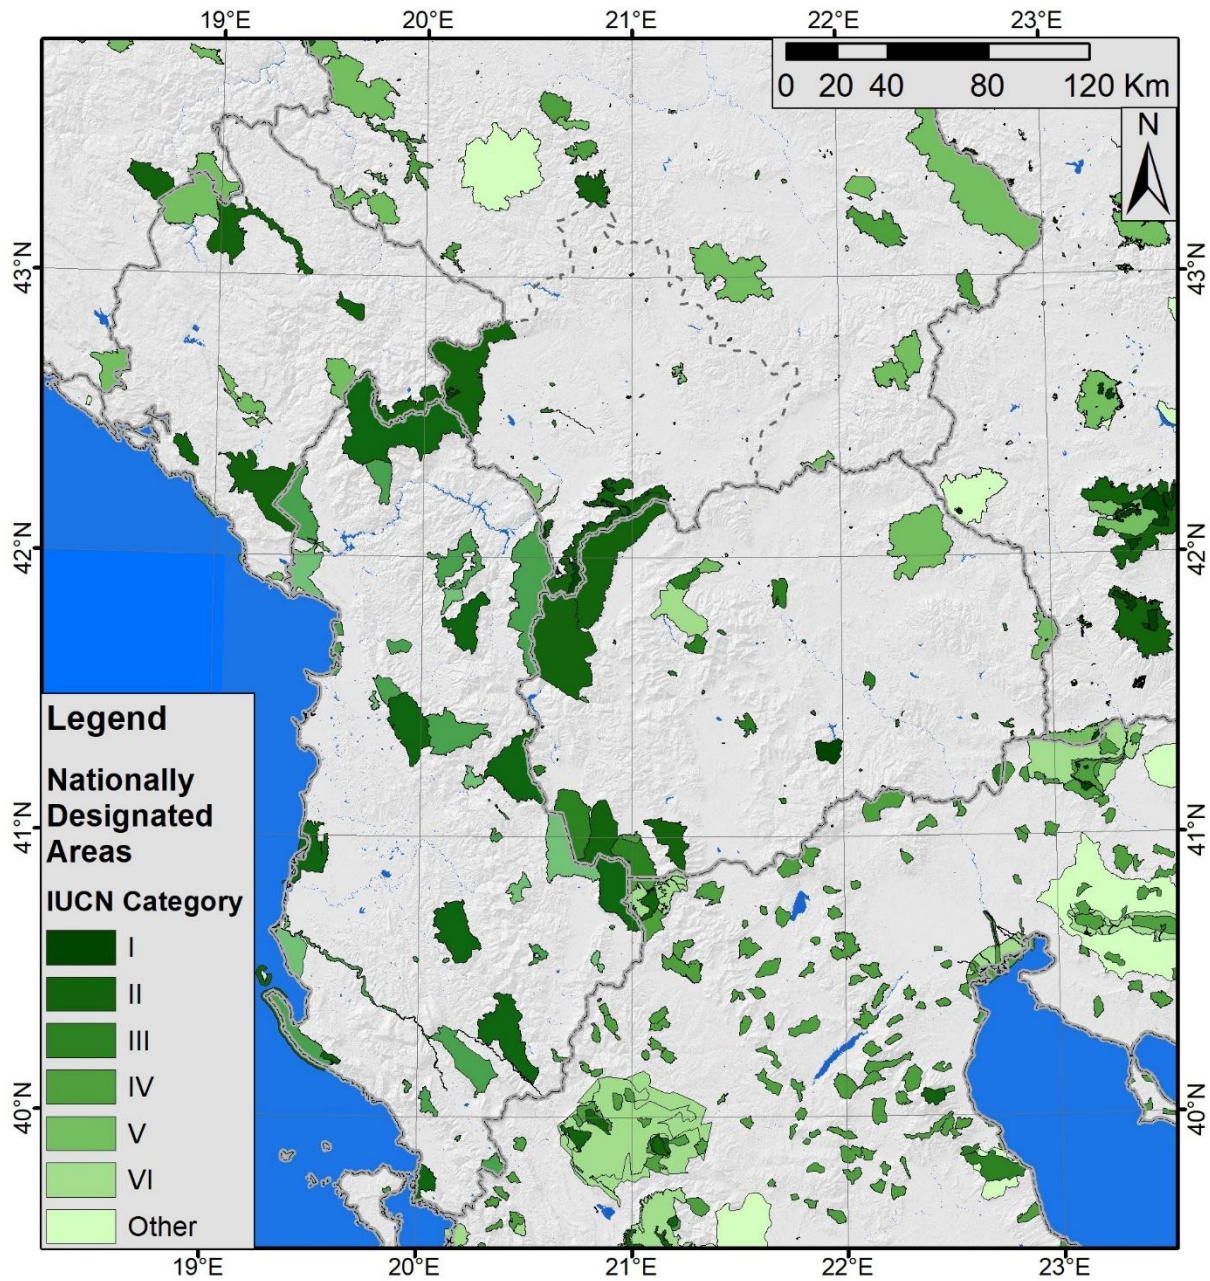 19°E 20°E 21°E 22°E 23°E
0 20 40 80 120 Km
N
43°N 43°N
42°N 42°N
Legend
Nationally
Designated
Areas
IUCN Category
I
II
III
IV
V
VI
Other
41°N 41°N
40°N 40°N
19°E 20°E 21°E 22°E 23°E